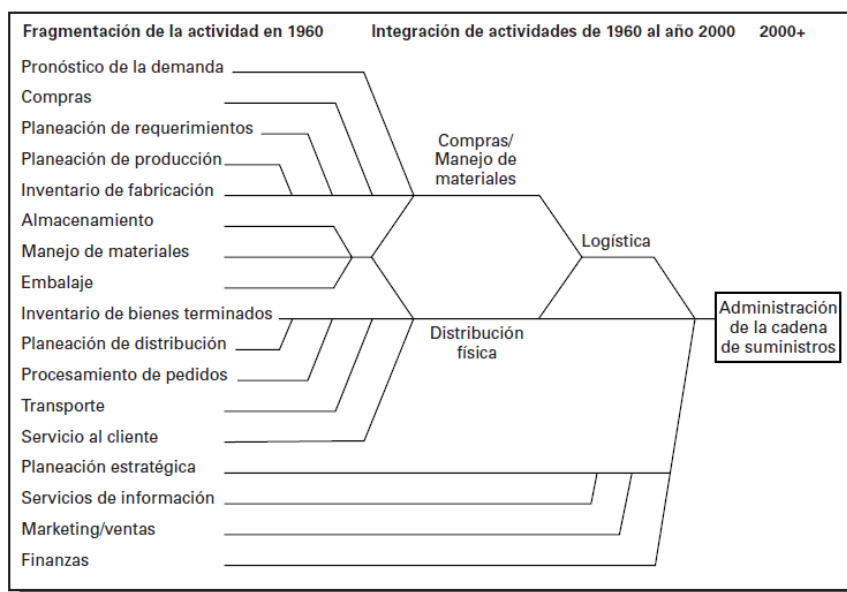 Fragmentación de la actividad en 1960
Integración de actividades de 1960 al año 2000
2000+
Pronóstico de la demanda
Compras
Planeación de requerimientos
Planeación de producción
Inventario de fabricación
Almacenamiento
Manejo de materiales
Embalaje
Inventario de bienes terminados
Planeación de distribución
Procesamiento de pedidos
Transporte
Servicio al cliente
Planeación estratégica
Servicios de información
Marketing/ventas
Finanzas
Compras/
Manejo de
materiales
Distribución
física
Logística
Administración
de la cadena
de suministros